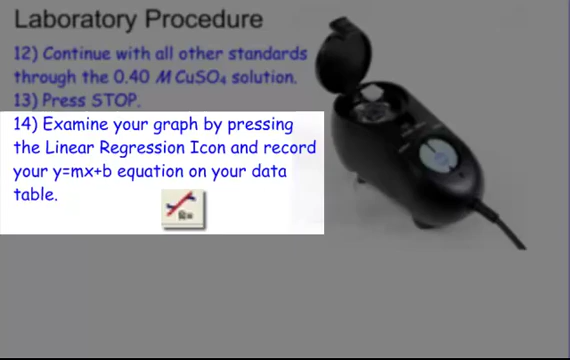 Laboratory Procedure
12) Continue with all other standards
through the 0.40 M CuSO₄ solution.
13) Press STOP.
14) Examine your graph by pressing
the Linear Regression Icon and record
your y=mx+b equation on your data
table.